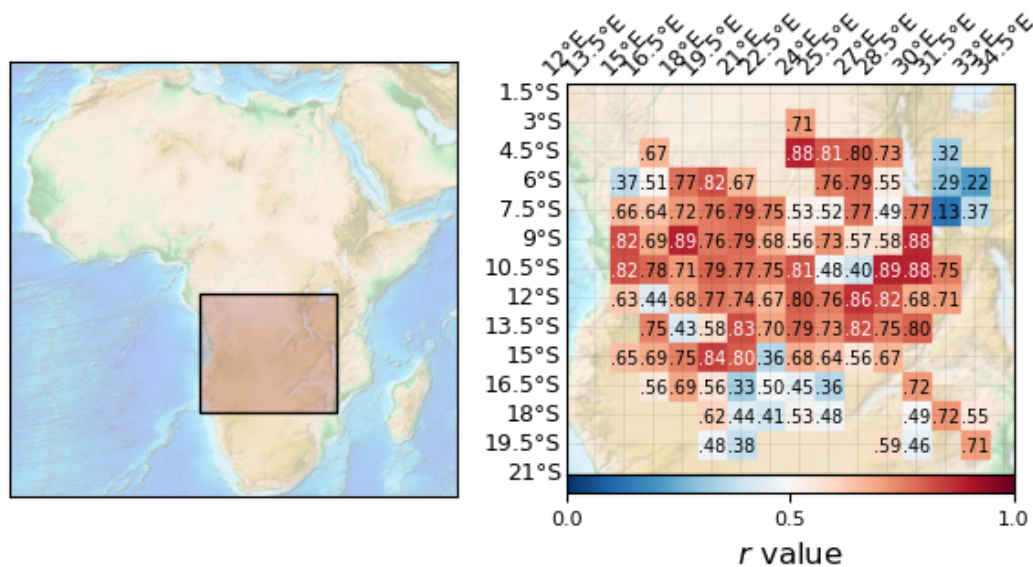 12°E 13.5°E 15°E 16.5°E 18°E 19.5°E 21°E 22.5°E 24°E 25.5°E 27°E 28.5°E 30°E 31.5°E 33°E 34.5°E
1.5°S
3°S .71
4.5°S .67 .88 .81 .80 .73 .32
6°S .37 .51 .77 .82 .67 .76 .79 .55 .29 .22
7.5°S .66 .64 .72 .76 .79 .75 .53 .52 .77 .49 .77 .13 .37
9°S .82 .69 .89 .76 .79 .68 .56 .73 .57 .58 .88
10.5°S .82 .78 .71 .79 .77 .75 .81 .48 .40 .89 .88 .75
12°S .63 .44 .68 .77 .74 .67 .80 .76 .86 .82 .68 .71
13.5°S .75 .43 .58 .83 .70 .79 .73 .82 .75 .80
15°S .65 .69 .75 .84 .80 .36 .68 .64 .56 .67
16.5°S .56 .69 .56 .33 .50 .45 .36 .72
18°S .62 .44 .41 .53 .48 .49 .72 .55
19.5°S .48 .38 .59 .46 .71
21°S
0.0 0.5 1.0
r value